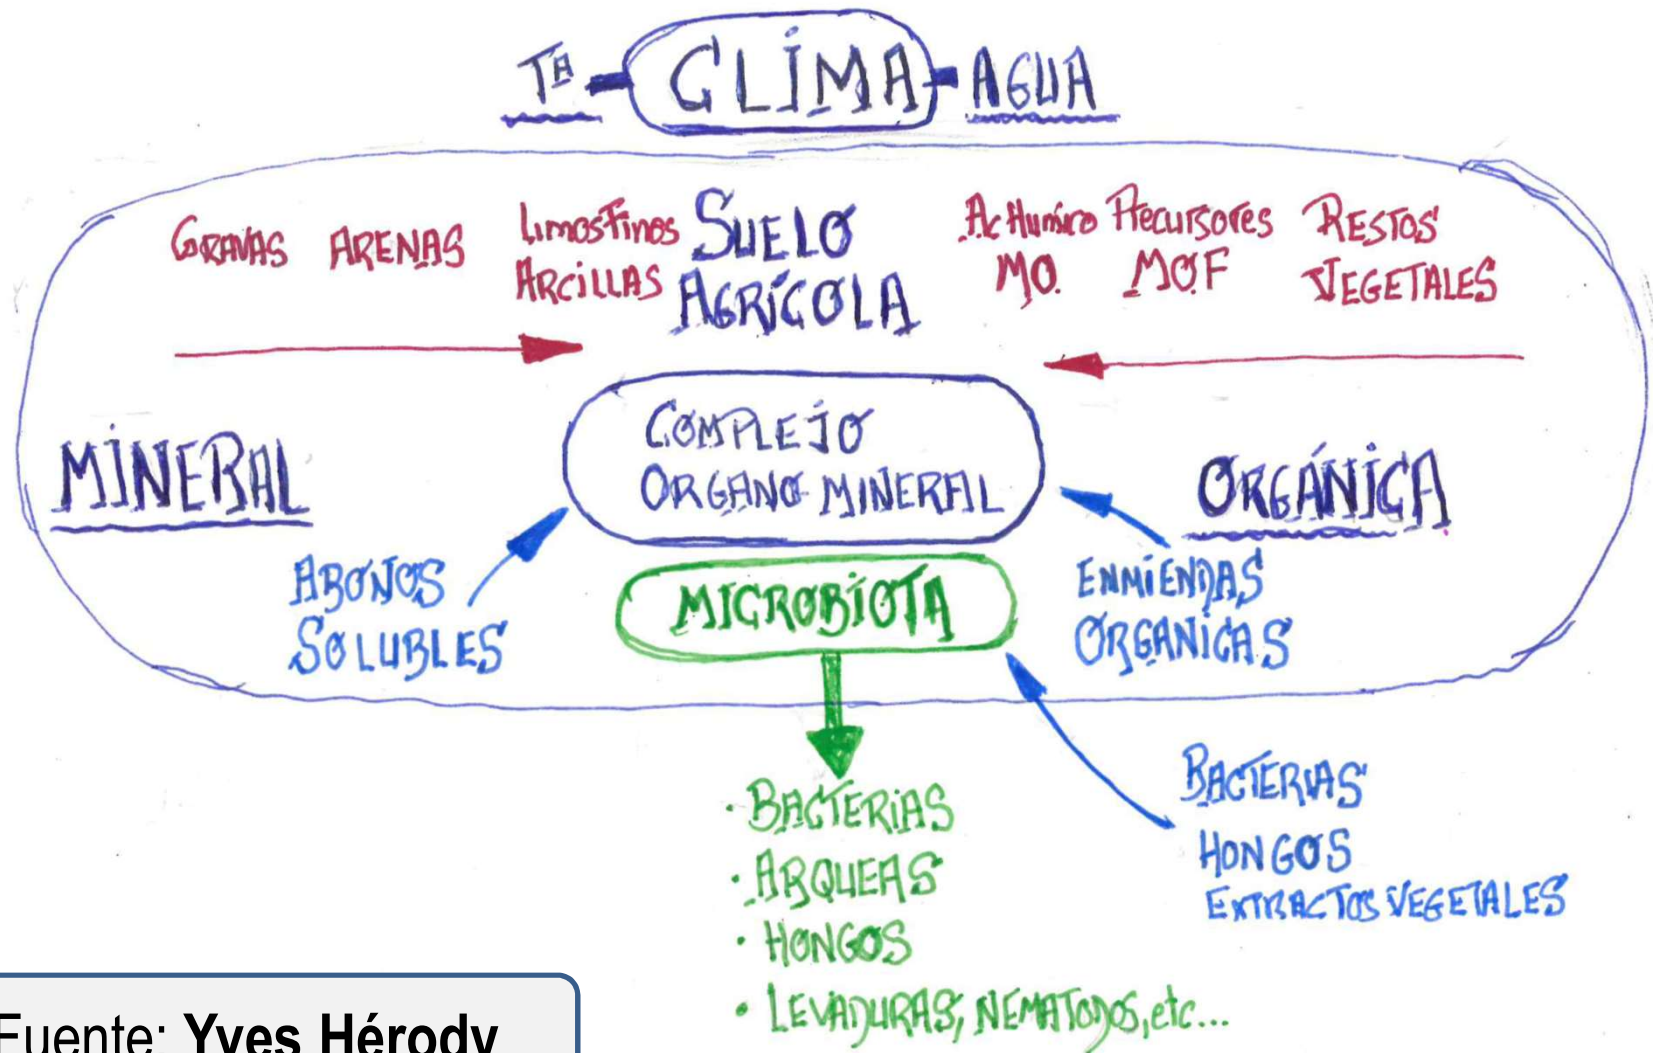 Tª - CLIMA - AGUA
GRAVAS ARENAS
Limos Finos
ARCILLAS
SUELO
AGRÍCOLA
Ac Humico
MO.
Precursores
MOF
RESTOS
VEGETALES
MINERAL
COMPLEJO
ORGANO MINERAL
ORGÁNICA
ABONOS
SOLUBLES
MICROBIOTA
ENMIENDAS
ORGANICAS
· BACTERIAS
· ARQUEAS
· HONGOS
· LEVADURAS, NEMATODOS, etc...
BACTERIAS
HONGOS
EXTRACTOS VEGETALES
Fuente: Yves Hérody